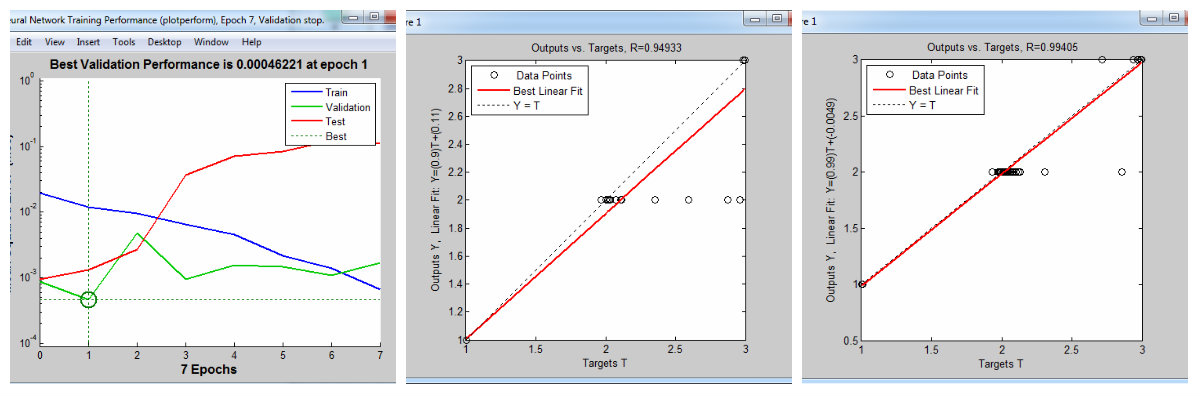 Neural Network Training Performance (plotperform), Epoch 7, Validation stop.
Edit View Insert Tools Desktop Window Help
Best Validation Performance is 0.00046221 at epoch 1
10^0
10^-1
10^-2
10^-3
10^-4
Train
Validation
Test
Best
0 1 2 3 4 5 6 7
7 Epochs
re 1
Outputs vs. Targets, R=0.94933
Data Points
Best Linear Fit
Y = T
Outputs Y, Linear Fit: Y=(0.9)T+(0.11)
3
2.8
2.6
2.4
2.2
2
1.8
1.6
1.4
1.2
1
1 1.5 2 2.5 3
Targets T
re 1
Outputs vs. Targets, R=0.99405
Data Points
Best Linear Fit
Y = T
Outputs Y, Linear Fit: Y=(0.99)T+(-0.0049)
3
2.5
2
1.5
1
0.5
1 1.5 2 2.5 3
Targets T